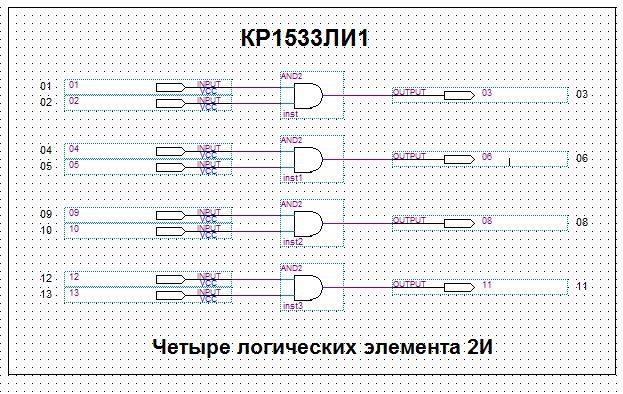 КР1533ЛИ1
AND2
01 01 INPUT VCC OUTPUT 03 03
02 02 INPUT VCC
inst
AND2
04 04 INPUT VCC OUTPUT 06 06
05 05 INPUT VCC
inst1
AND2
09 09 INPUT VCC OUTPUT 08 08
10 10 INPUT VCC
inst2
AND2
12 12 INPUT VCC OUTPUT 11 11
13 13 INPUT VCC
inst3
Четыре логических элемента 2И